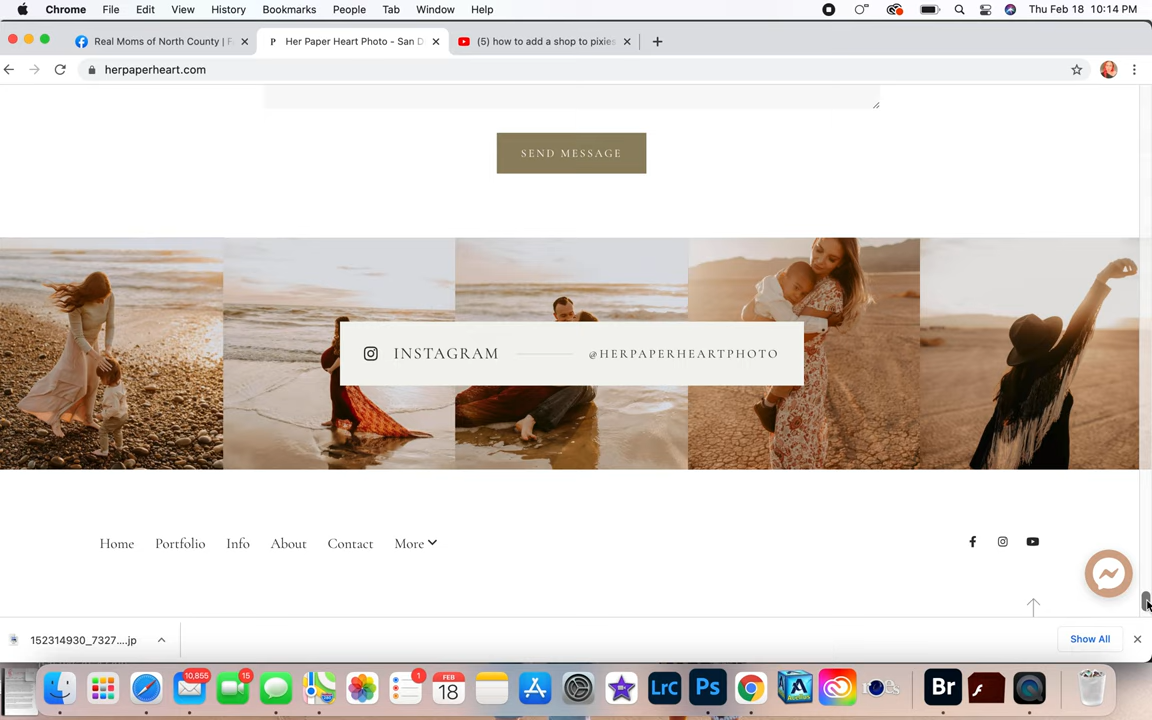 Chrome File Edit View History Bookmarks People Tab Window Help Thu Feb 18 10:14 PM
Real Moms of North County | F
Her Paper Heart Photo - San D
(5) how to add a shop to pixies
herpaperheart.com
SEND MESSAGE
INSTAGRAM @HERPAPERHEARTPHOTO
Home Portfolio Info About Contact More
152314930_7327....jp Show All
10,855 15 1 FEB 18 LrC Ps Br